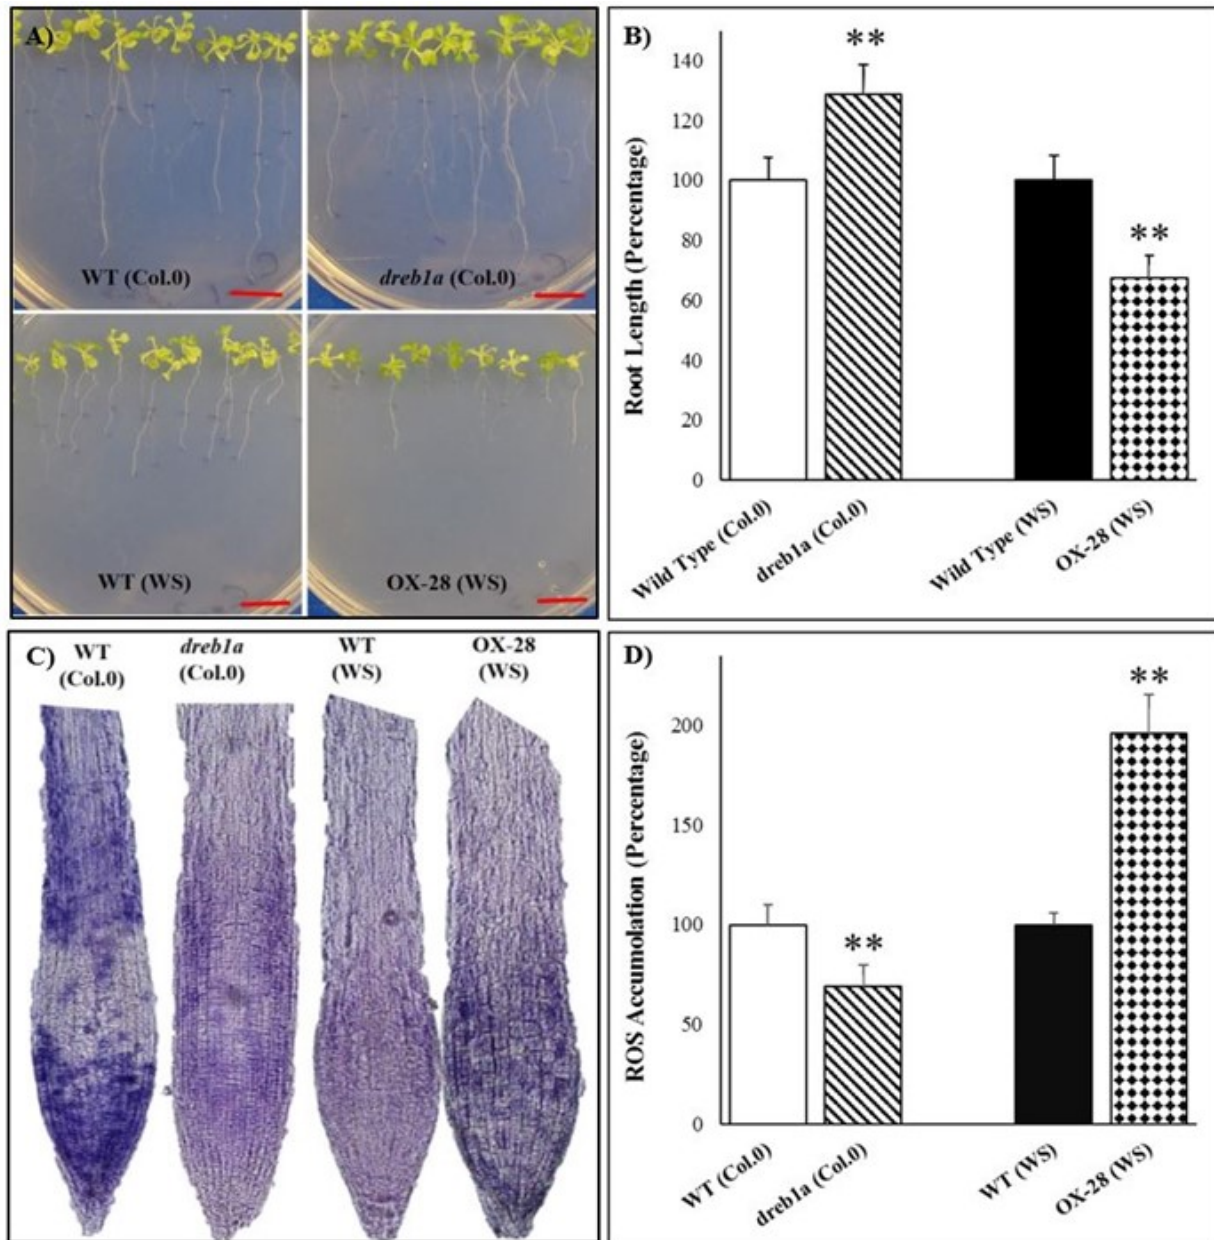 A)
WT (Col.0)
dreb1a (Col.0)
WT (WS)
OX-28 (WS)
B)
Root Length (Percentage)
140
120
100
80
60
40
20
0
**
**
Wild Type (Col.0)
dreb1a (Col.0)
Wild Type (WS)
OX-28 (WS)
C)
WT
(Col.0)
dreb1a
(Col.0)
WT
(WS)
OX-28
(WS)
D)
ROS Accumolation (Percentage)
200
150
100
50
0
**
**
WT (Col.0)
dreb1a (Col.0)
WT (WS)
OX-28 (WS)